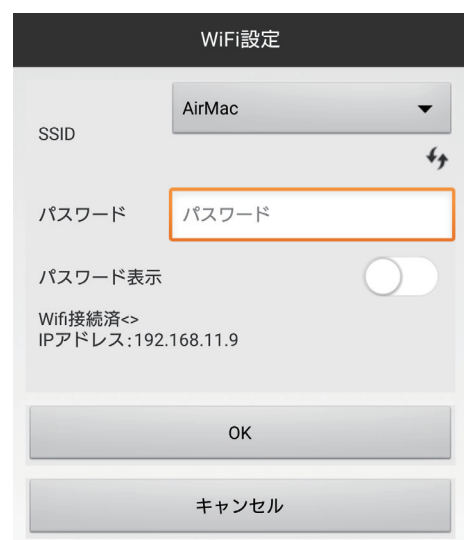 WiFi設定
AirMac
SSID
パスワード パスワード
パスワード表示
Wifi接続済<>
IPアドレス:192.168.11.9
OK
キャンセル